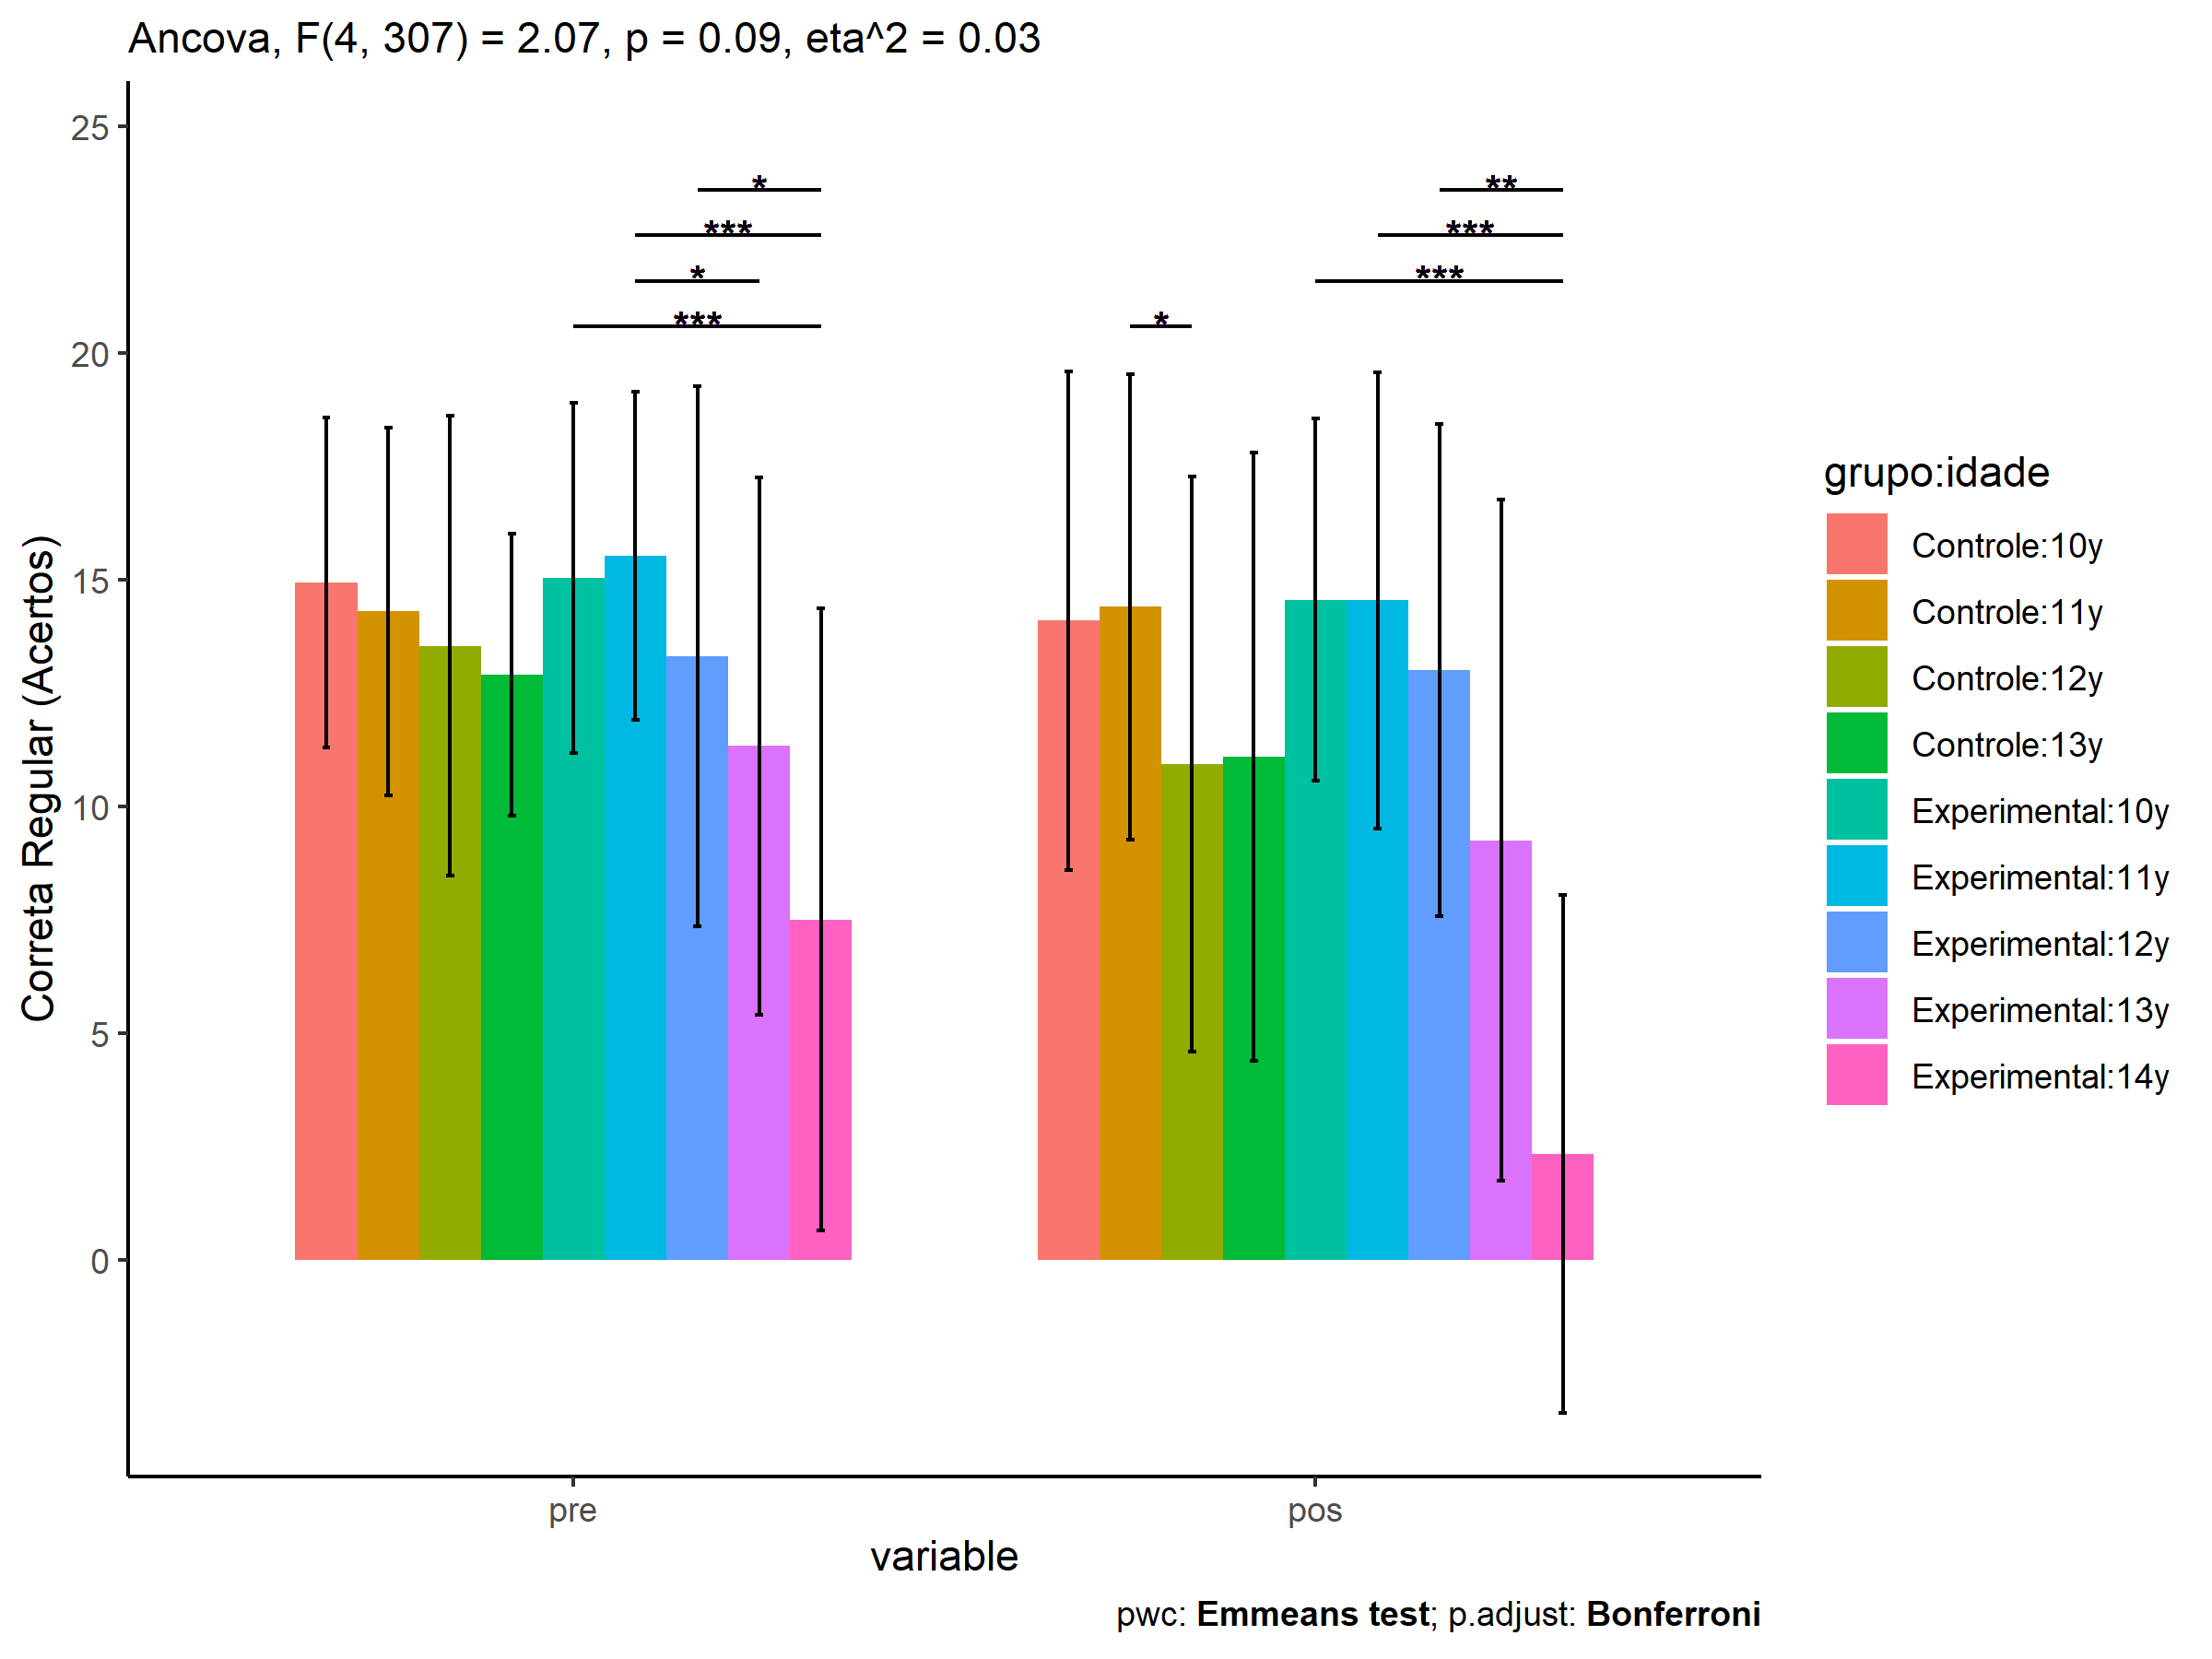 Ancova, F(4, 307) = 2.07, p = 0.09, eta^2 = 0.03
Correta Regular (Acertos)
25
20
15
10
5
0
*
***
*
***
**
***
***
*
pre
pos
variable
grupo:idade
Controle:10y
Controle:11y
Controle:12y
Controle:13y
Experimental:10y
Experimental:11y
Experimental:12y
Experimental:13y
Experimental:14y
pwc: Emmeans test; p.adjust: Bonferroni